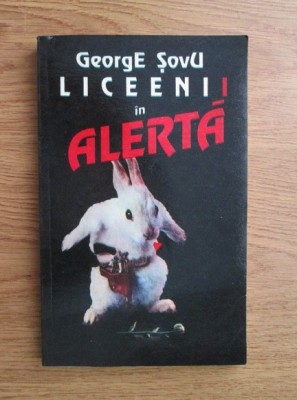 GeorgE ŞovU
LICEENII
în
ALERTĂ